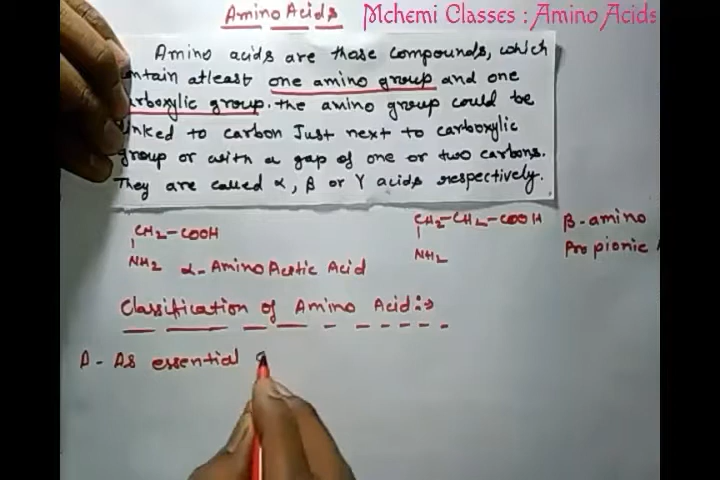 Amino Acids
Mchemi Classes : Amino Acids
Amino acids are those compounds, which
ontain atleast one amino group and one
arboxylic group. The amino group could be
linked to carbon Just next to carboxylic
group or with a gap of one or two carbons.
They are called α, β or γ acids respectively.
CH2-COOH
NH2 α-Amino Acetic Acid
CH2-CH2-COOH
NH2
β-amino
Propionic
Classification of Amino Acid:→
A- As essential